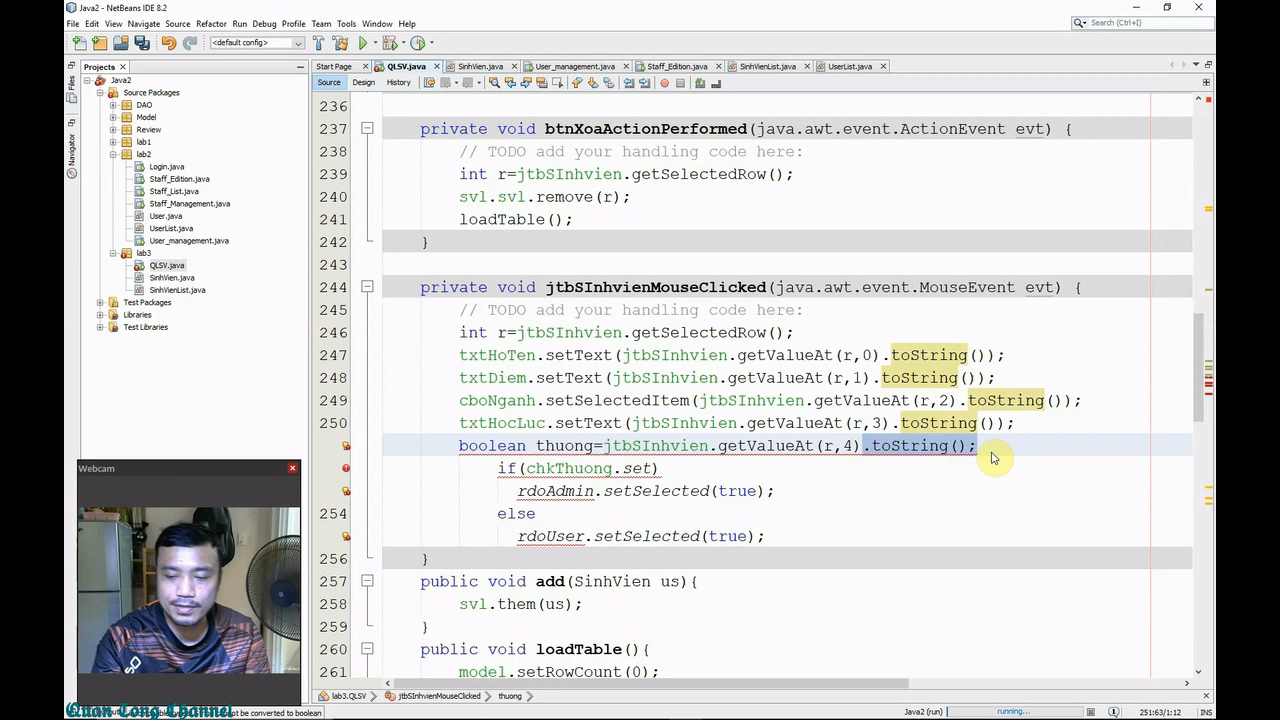 Java2 - NetBeans IDE 8.2
File Edit View Navigate Source Refactor Run Debug Profile Team Tools Window Help
Search (Ctrl+I)
<default config>
Projects
Start Page QLSV.java SinhVien.java User_management.java Staff_Edition.java SinhVienList.java UserList.java
Source Design History
Files
Navigator
Java2
Source Packages
DAO
Model
Review
lab1
lab2
Login.java
Staff_Edition.java
Staff_List.java
Staff_Management.java
User.java
UserList.java
User_management.java
lab3
QLSV.java
SinhVien.java
SinhVienList.java
Test Packages
Libraries
Test Libraries
236
237 private void btnXoaActionPerformed(java.awt.event.ActionEvent evt) {
238 // TODO add your handling code here:
239 int r=jtbSInhvien.getSelectedRow();
240 svl.svl.remove(r);
241 loadTable();
242 }
243
244 private void jtbSInhvienMouseClicked(java.awt.event.MouseEvent evt) {
245 // TODO add your handling code here:
246 int r=jtbSInhvien.getSelectedRow();
247 txtHoTen.setText(jtbSInhvien.getValueAt(r,0).toString());
248 txtDiem.setText(jtbSInhvien.getValueAt(r,1).toString());
249 cboNganh.setSelectedItem(jtbSInhvien.getValueAt(r,2).toString());
250 txtHocLuc.setText(jtbSInhvien.getValueAt(r,3).toString());
boolean thuong=jtbSInhvien.getValueAt(r,4).toString();
if(chkThuong.set)
rdoAdmin.setSelected(true);
254 else
rdoUser.setSelected(true);
256 }
257 public void add(SinhVien us){
258 svl.them(us);
259 }
260 public void loadTable(){
261 model.setRowCount(0);
Webcam
lab3.QLSV jtbSInhvienMouseClicked thuong
Quan Tong Channel
not be converted to boolean
Java2 (run) running... 251:63/1:12 INS